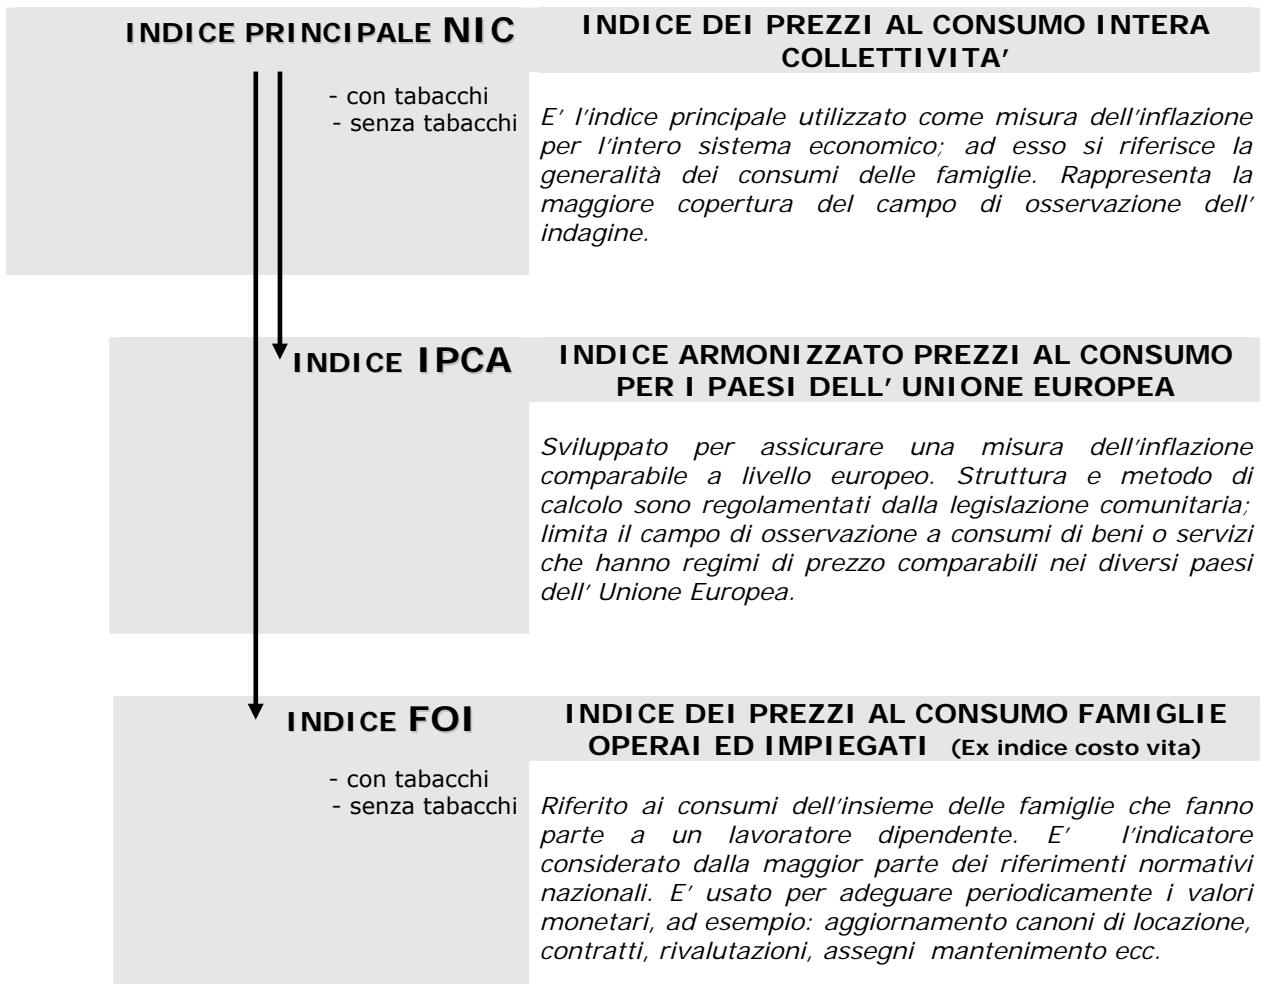 INDICE PRINCIPALE NIC
- con tabacchi
- senza tabacchi
INDICE DEI PREZZI AL CONSUMO INTERA
COLLETTIVITA’
E’ l’indice principale utilizzato come misura dell’inflazione
per l’intero sistema economico; ad esso si riferisce la
generalità dei consumi delle famiglie. Rappresenta la
maggiore copertura del campo di osservazione dell’
indagine.
INDICE IPCA
INDICE ARMONIZZATO PREZZI AL CONSUMO
PER I PAESI DELL’ UNIONE EUROPEA
Sviluppato per assicurare una misura dell’inflazione
comparabile a livello europeo. Struttura e metodo di
calcolo sono regolamentati dalla legislazione comunitaria;
limita il campo di osservazione a consumi di beni o servizi
che hanno regimi di prezzo comparabili nei diversi paesi
dell’ Unione Europea.
INDICE FOI
- con tabacchi
- senza tabacchi
INDICE DEI PREZZI AL CONSUMO FAMIGLIE
OPERAI ED IMPIEGATI (Ex indice costo vita)
Riferito ai consumi dell’insieme delle famiglie che fanno
parte a un lavoratore dipendente. E’ l’indicatore
considerato dalla maggior parte dei riferimenti normativi
nazionali. E’ usato per adeguare periodicamente i valori
monetari, ad esempio: aggiornamento canoni di locazione,
contratti, rivalutazioni, assegni mantenimento ecc.